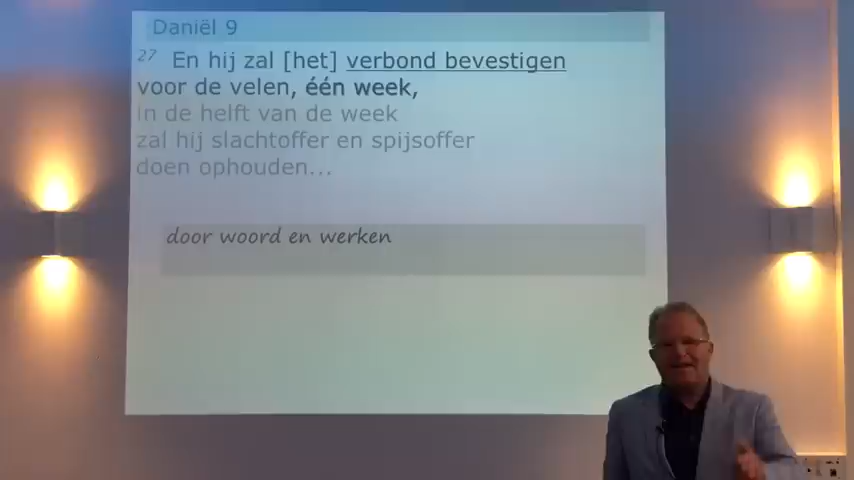 Daniël 9
27 En hij zal [het] verbond bevestigen
voor de velen, één week,
in de helft van de week
zal hij slachtoffer en spijsoffer
doen ophouden...
door woord en werken